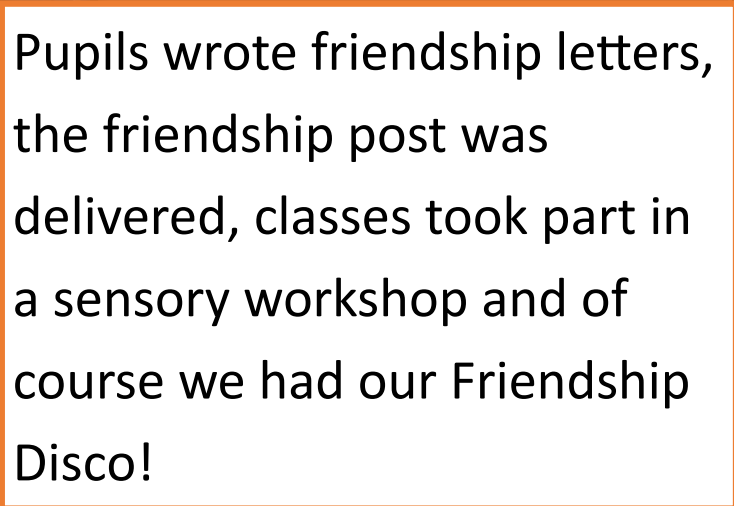 Pupils wrote friendship letters,
the friendship post was
delivered, classes took part in
a sensory workshop and of
course we had our Friendship
Disco!